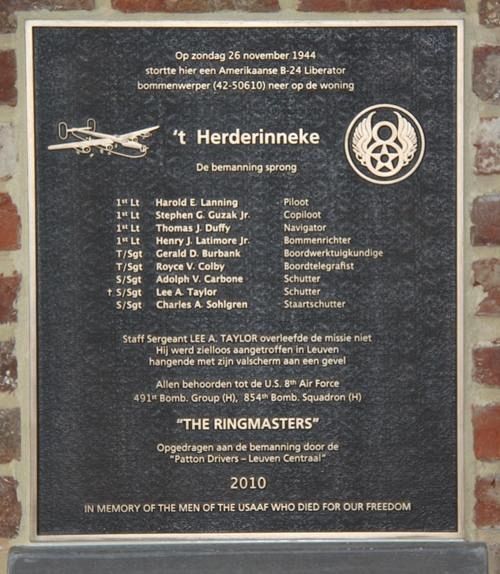 Op zondag 26 november 1944
stortte hier een Amerikaanse B-24 Liberator
bommenwerper (42-50610) neer op de woning
't Herderinneke
De bemanning sprong
1st Lt Harold E. Lanning Piloot
1st Lt Stephen G. Guzak Jr. Copiloot
1st Lt Thomas J. Duffy Navigator
1st Lt Henry J. Latimore Jr. Bommenrichter
T/Sgt Gerald D. Burbank Boordwerktuigkundige
T/Sgt Royce V. Colby Boordtelegrafist
S/Sgt Adolph V. Carbone Schutter
† S/Sgt Lee A. Taylor Schutter
S/Sgt Charles A. Sohlgren Staartschutter
Staff Sergeant LEE A. TAYLOR overleefde de missie niet
Hij werd zielloos aangetroffen in Leuven
hangende met zijn valscherm aan een gevel
Allen behoorden tot de U.S. 8th Air Force
491st Bomb. Group (H), 854th Bomb. Squadron (H)
"THE RINGMASTERS"
Opgedragen aan de bemanning door de
"Patton Drivers – Leuven Centraal"
2010
IN MEMORY OF THE MEN OF THE USAAF WHO DIED FOR OUR FREEDOM